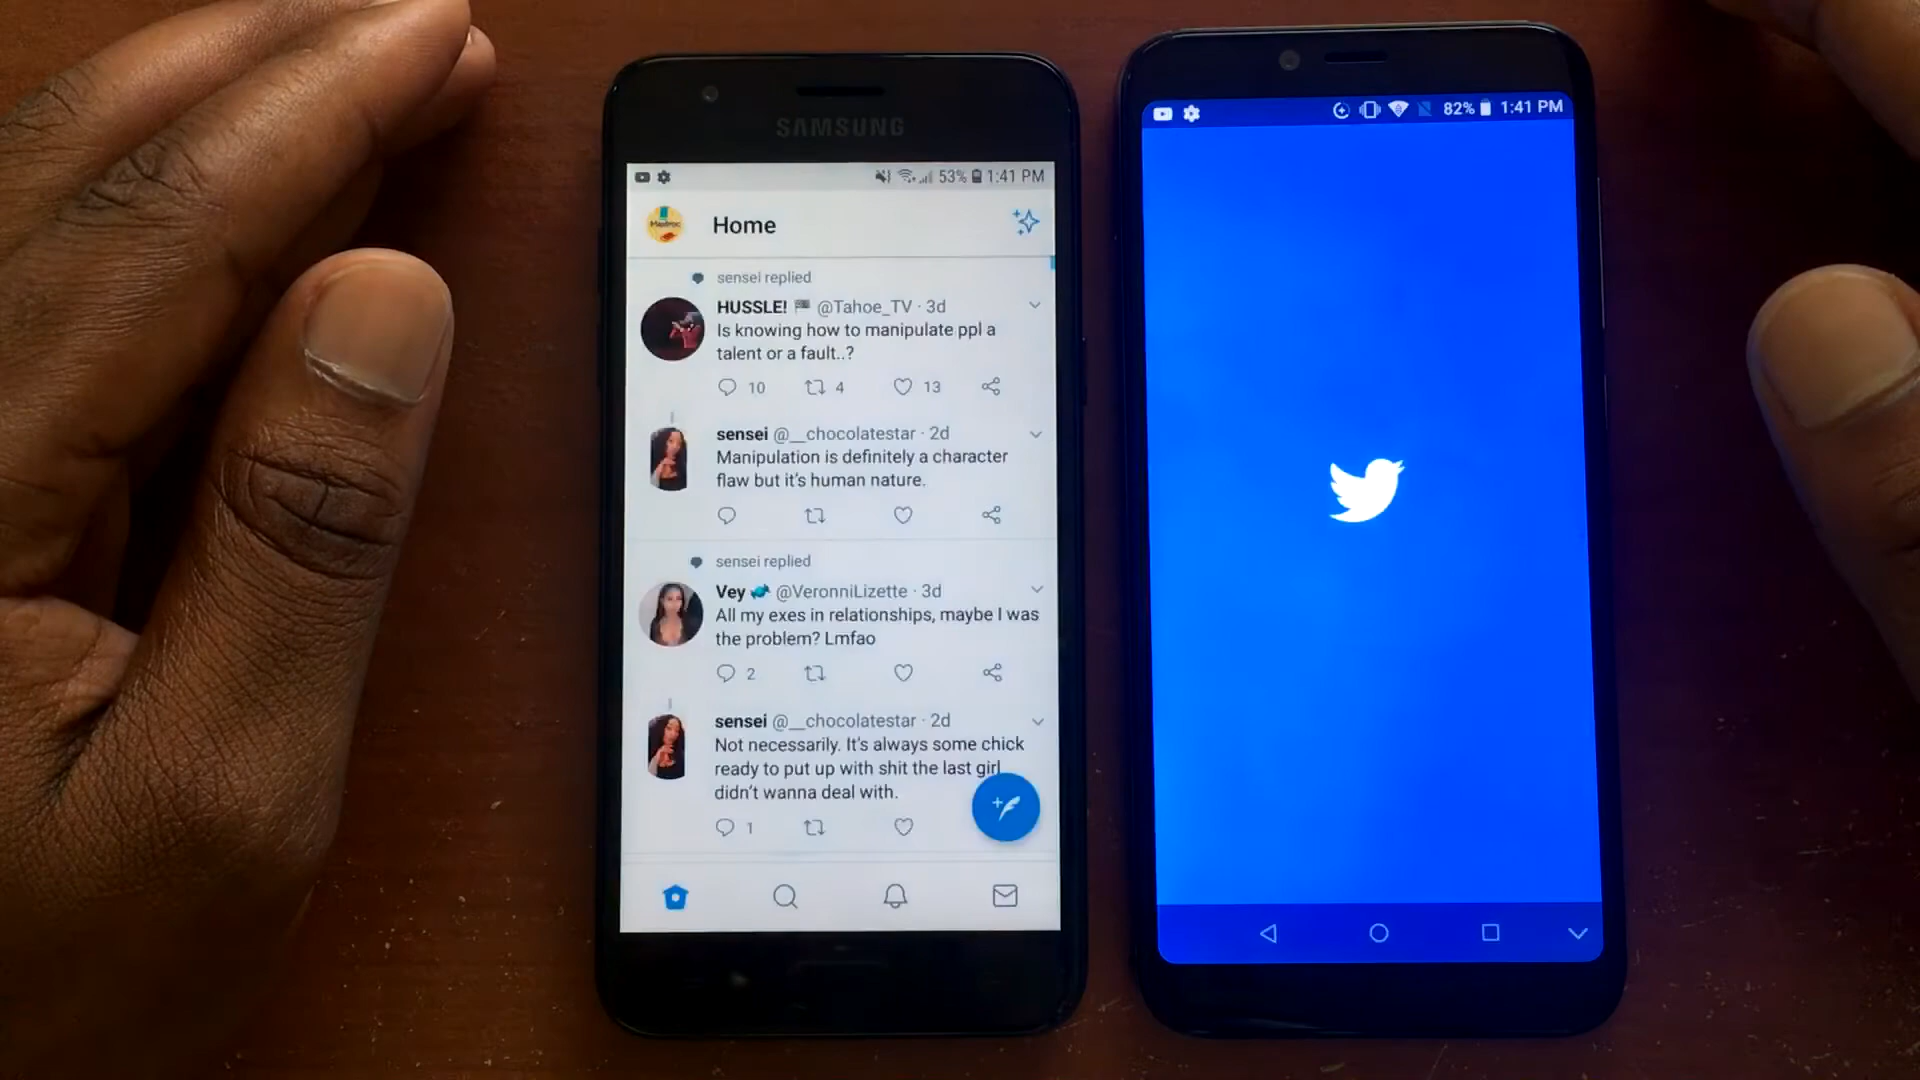 SAMSUNG
53% 1:41 PM
Home
sensei replied
HUSSLE! @Tahoe_TV · 3d
Is knowing how to manipulate ppl a
talent or a fault..?
10 4 13
sensei @__chocolatestar · 2d
Manipulation is definitely a character
flaw but it's human nature.
sensei replied
Vey @VeronniLizette · 3d
All my exes in relationships, maybe I was
the problem? Lmfao
2
sensei @__chocolatestar · 2d
Not necessarily. It's always some chick
ready to put up with shit the last girl
didn't wanna deal with.
1
82% 1:41 PM